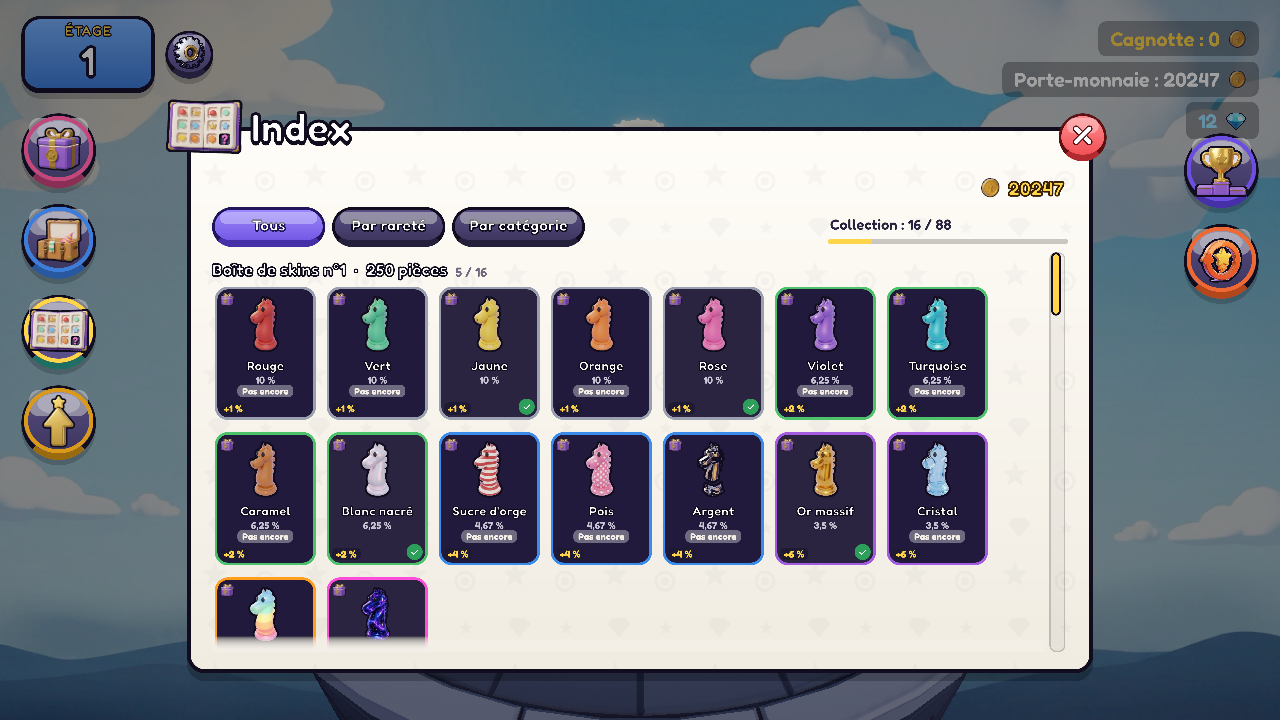 ÉTAGE
1
Cagnotte : 0
Porte-monnaie : 20247
12
Index
20247
Tous
Par rareté
Par catégorie
Collection : 16 / 88
Boîte de skins n°1 · 250 pièces 5 / 16
Rouge
10 %
Pas encore
+1 %
Vert
10 %
Pas encore
+1 %
Jaune
10 %
+1 %
Orange
10 %
Pas encore
+1 %
Rose
10 %
+1 %
Violet
6,25 %
Pas encore
+2 %
Turquoise
6,25 %
Pas encore
+2 %
Caramel
6,25 %
Pas encore
+2 %
Blanc nacré
6,25 %
+2 %
Sucre d'orge
4,67 %
Pas encore
+4 %
Pois
4,67 %
Pas encore
+4 %
Argent
4,67 %
Pas encore
+4 %
Or massif
3,5 %
+6 %
Cristal
3,5 %
Pas encore
+6 %